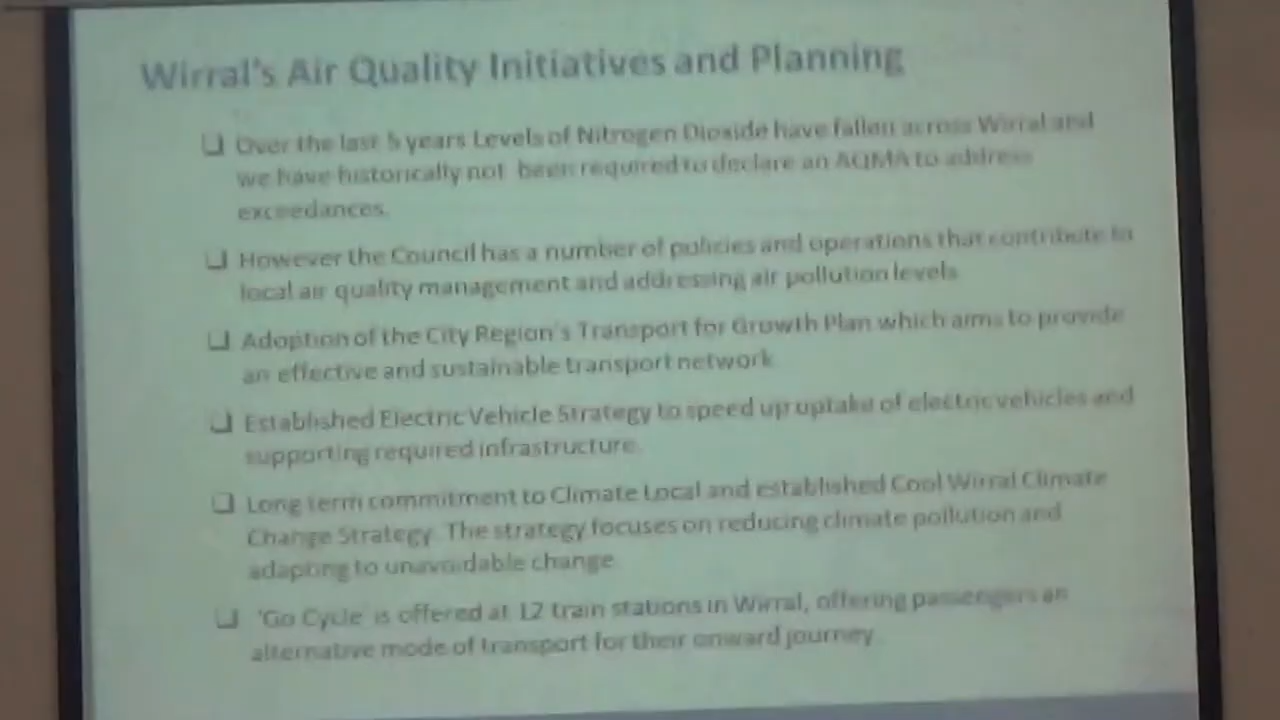 Wirral's Air Quality Initiatives and Planning
Over the last 5 years Levels of Nitrogen Dioxide have fallen across Wirral and
we have historically not been required to declare an AQMA to address
exceedances.
However the Council has a number of policies and operations that contribute to
local air quality management and addressing air pollution levels
Adoption of the City Region's Transport for Growth Plan which aims to provide
an effective and sustainable transport network
Established Electric Vehicle Strategy to speed up uptake of electric vehicles and
supporting required infrastructure.
Long term commitment to Climate Local and established Cool Wirral Climate
Change Strategy. The strategy focuses on reducing climate pollution and
adapting to unavoidable change
'Go Cycle' is offered at 12 train stations in Wirral, offering passengers an
alternative mode of transport for their onward journey.